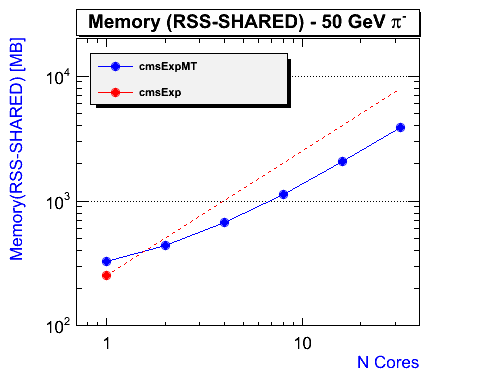 Memory (RSS-SHARED) - 50 GeV π⁻
Memory(RSS-SHARED) [MB]
cmsExpMT
cmsExp
10⁴
10³
10²
1
10
N Cores